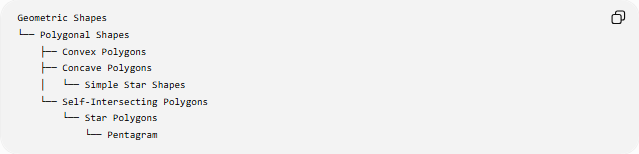 Geometric Shapes
└── Polygonal Shapes
    ├── Convex Polygons
    ├── Concave Polygons
    │   └── Simple Star Shapes
    └── Self-Intersecting Polygons
        └── Star Polygons
            └── Pentagram